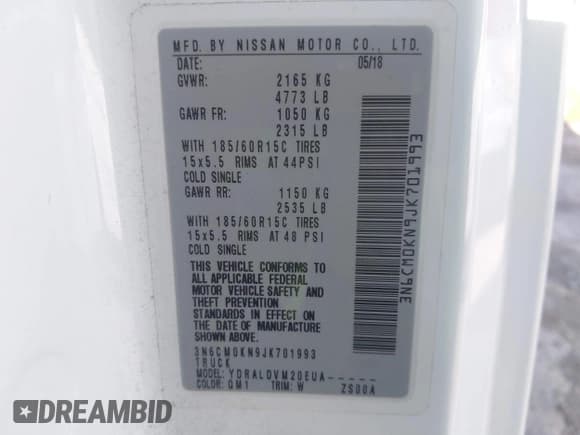 MFD. BY NISSAN MOTOR CO., LTD.
DATE: 05/18
GVWR: 2165 KG
4773 LB
GAWR FR: 1050 KG
2315 LB
WITH 185/60R15C TIRES
15x5.5 RIMS AT 44PSI
COLD SINGLE
GAWR RR: 1150 KG
2535 LB
WITH 185/60R15C TIRES
15x5.5 RIMS AT 48 PSI
COLD SINGLE
THIS VEHICLE CONFORMS TO
ALL APPLICABLE FEDERAL
MOTOR VEHICLE SAFETY AND
THEFT PREVENTION
STANDARDS IN EFFECT ON
THE DATE OF MANUFACTURE
SHOWN ABOVE.
3N6CM0KN9JK701993
TRUCK
MODEL: YDRALDVM20EUA-----
COLOR: QM1 TRIM: W ZS00A
3N6CM0KN9JK701993
DREAMBID
DREAMBID